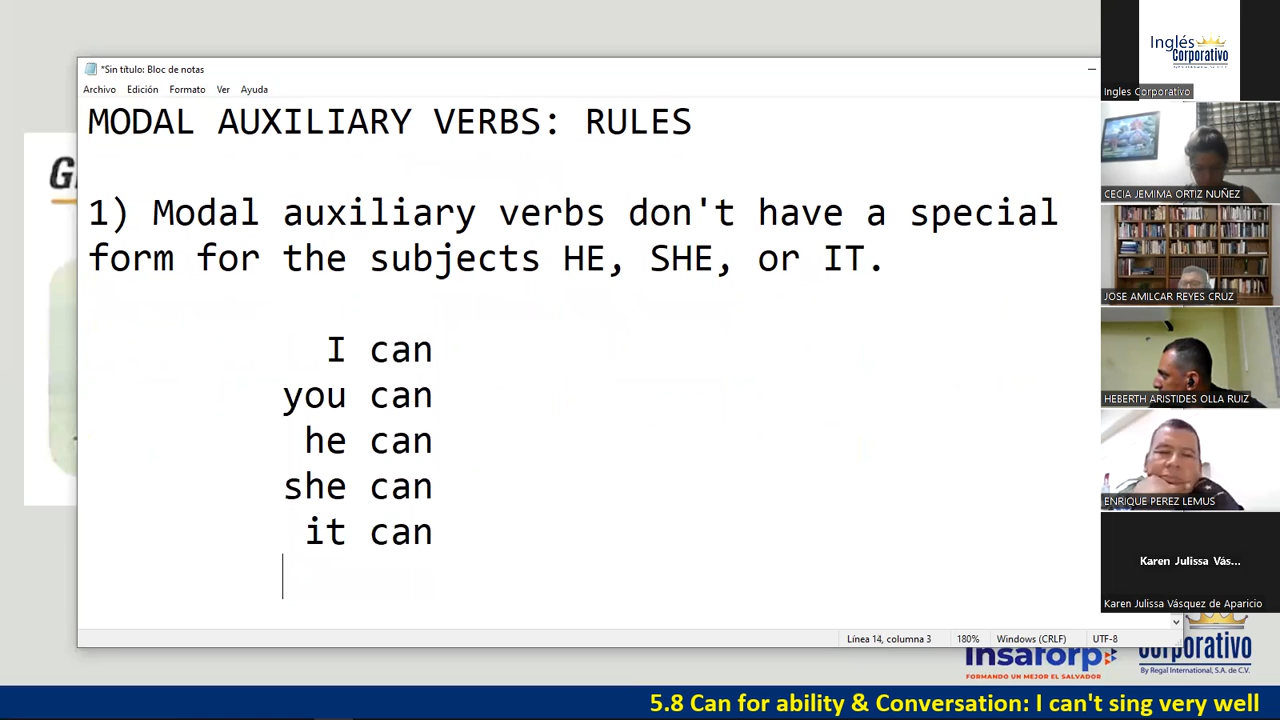 *Sin título: Bloc de notas
Archivo Edición Formato Ver Ayuda
MODAL AUXILIARY VERBS: RULES
1) Modal auxiliary verbs don't have a special
form for the subjects HE, SHE, or IT.
I can
you can
he can
she can
it can
Línea 14, columna 3 180% Windows (CRLF) UTF-8
Inglés
Corporativo
Ingles Corporativo
CECIA JEMIMA ORTIZ NUÑEZ
JOSE AMILCAR REYES CRUZ
HEBERTH ARISTIDES OLLA RUIZ
ENRIQUE PEREZ LEMUS
Karen Julissa Vás...
Karen Julissa Vásquez de Aparicio
Insaforp
FORMANDO UN MEJOR EL SALVADOR
Corporativo
By Regal International, S.A. de C.V.
5.8 Can for ability & Conversation: I can't sing very well